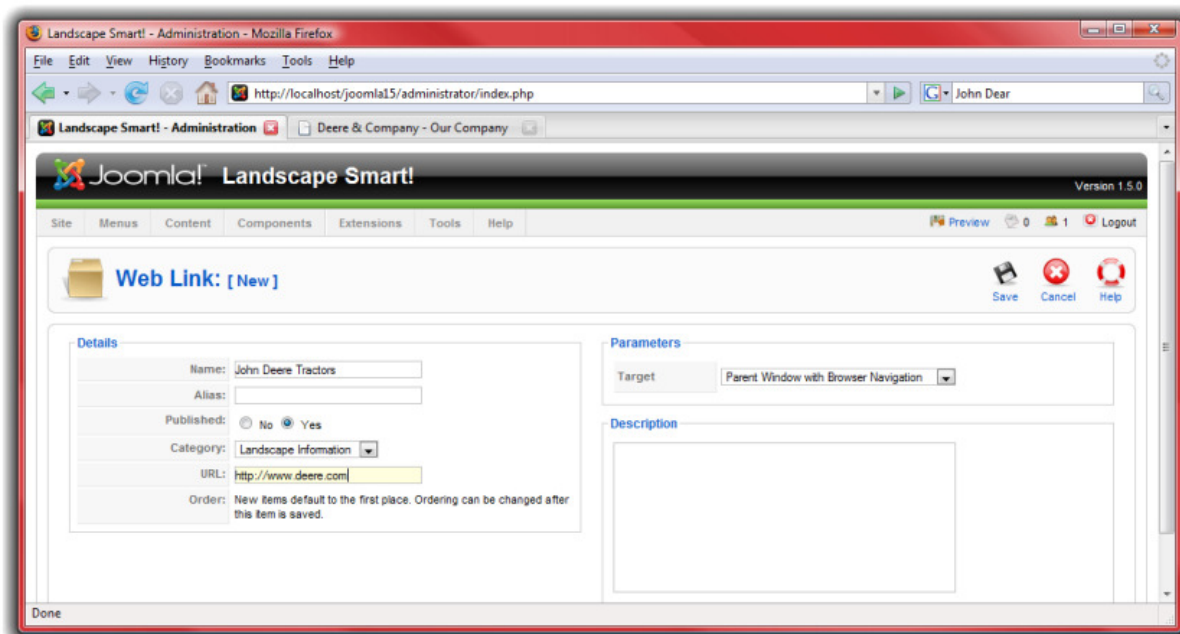 Landscape Smart! - Administration - Mozilla Firefox
File Edit View History Bookmarks Tools Help
http://localhost/joomla15/administrator/index.php John Dear
Landscape Smart! - Administration Deere & Company - Our Company
Joomla! Landscape Smart!
Version 1.5.0
Site Menus Content Components Extensions Tools Help Preview 0 1 Logout
Web Link: [ New ]
Save Cancel Help
Details
Name: John Deere Tractors
Alias:
Published: No Yes
Category: Landscape Information
URL: http://www.deere.com
Order: New items default to the first place. Ordering can be changed after
this item is saved.
Parameters
Target Parent Window with Browser Navigation
Description
Done